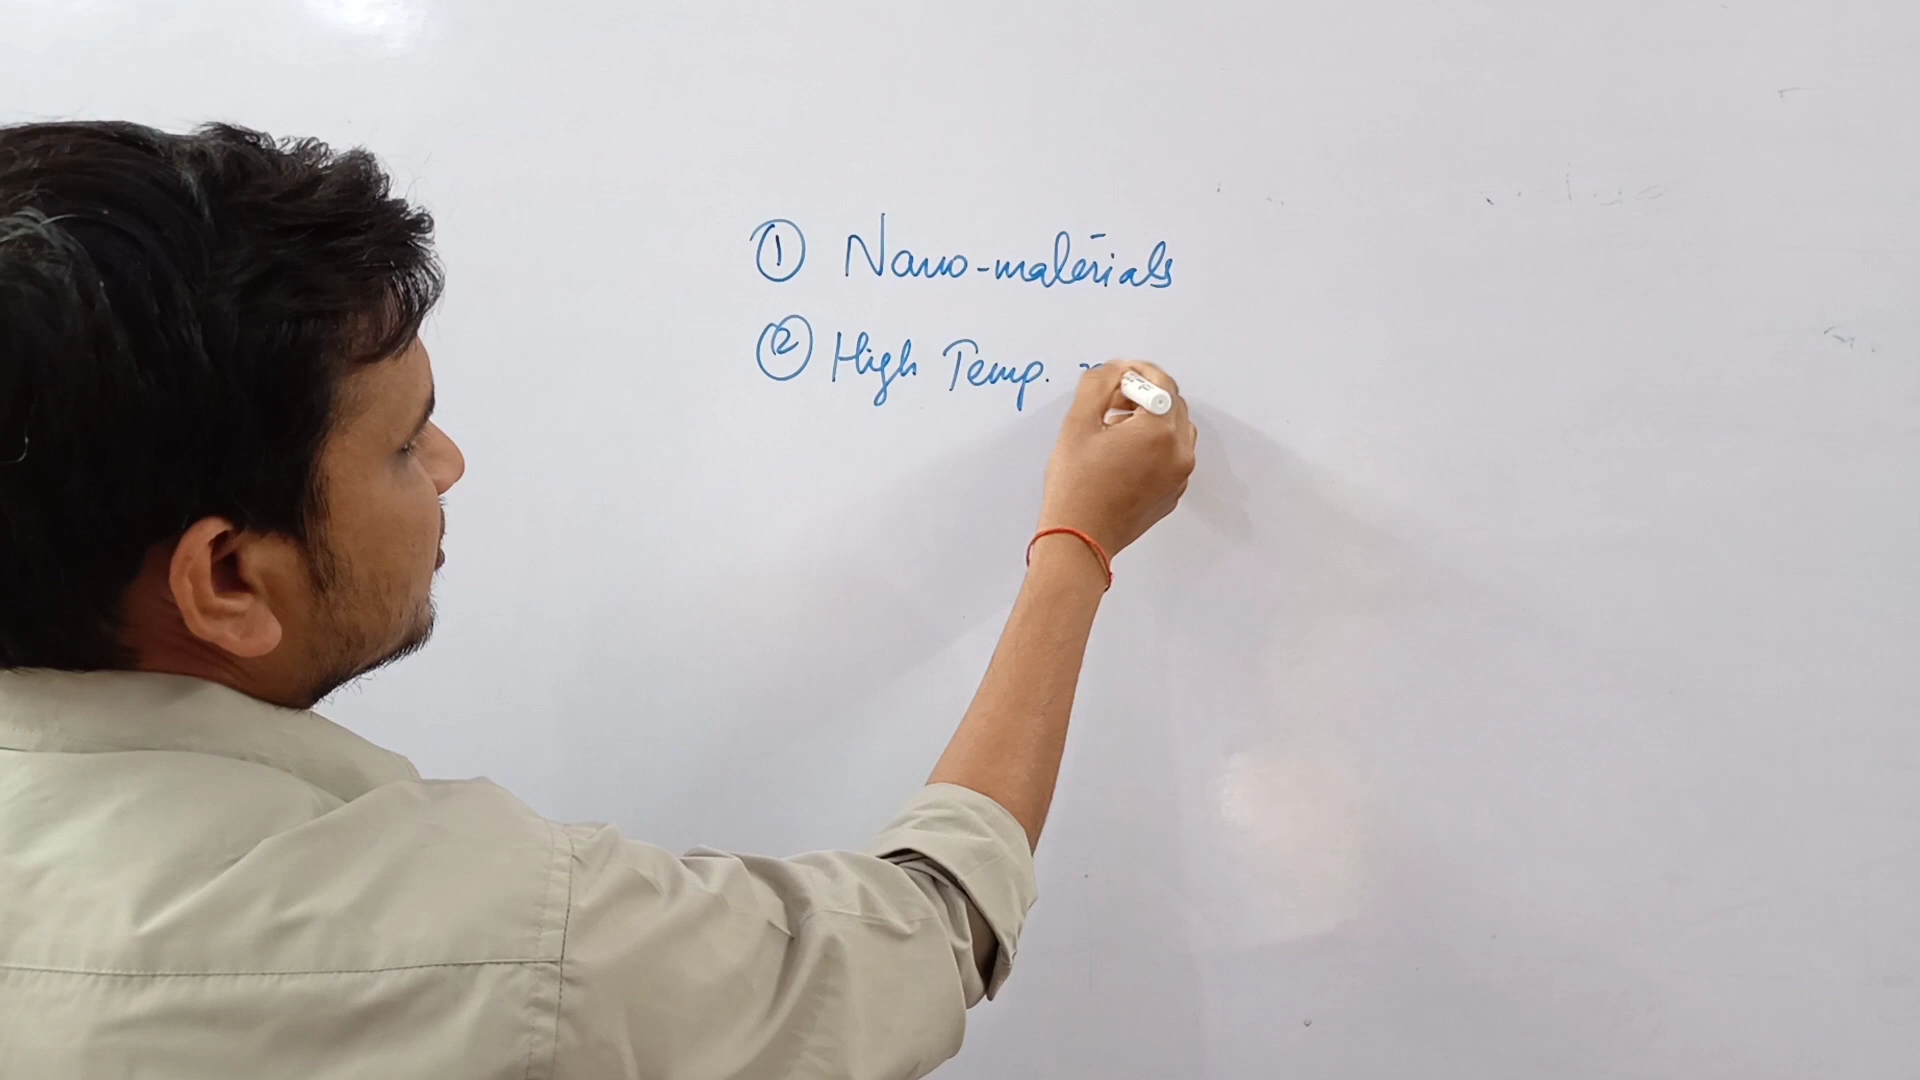 ① Nano-materials
② High Temp.